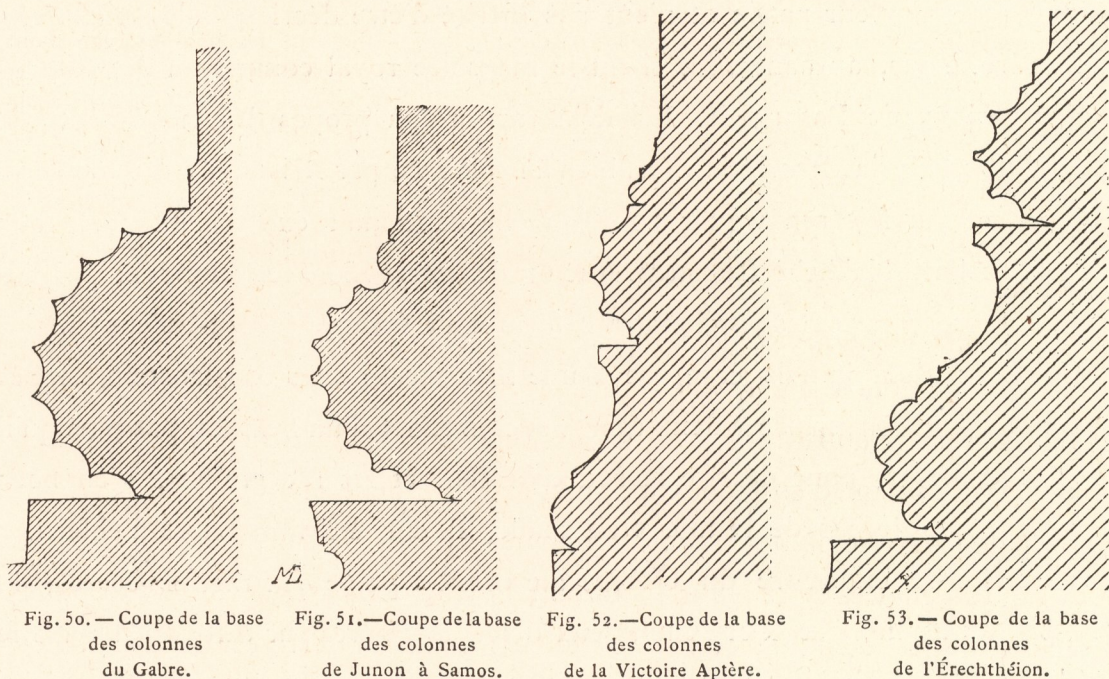 MD
Fig. 50. — Coupe de la base
des colonnes
du Gabre.
Fig. 51.—Coupe de la base
des colonnes
de Junon à Samos.
Fig. 52.—Coupe de la base
des colonnes
de la Victoire Aptère.
Fig. 53. — Coupe de la base
des colonnes
de l'Érechthéion.